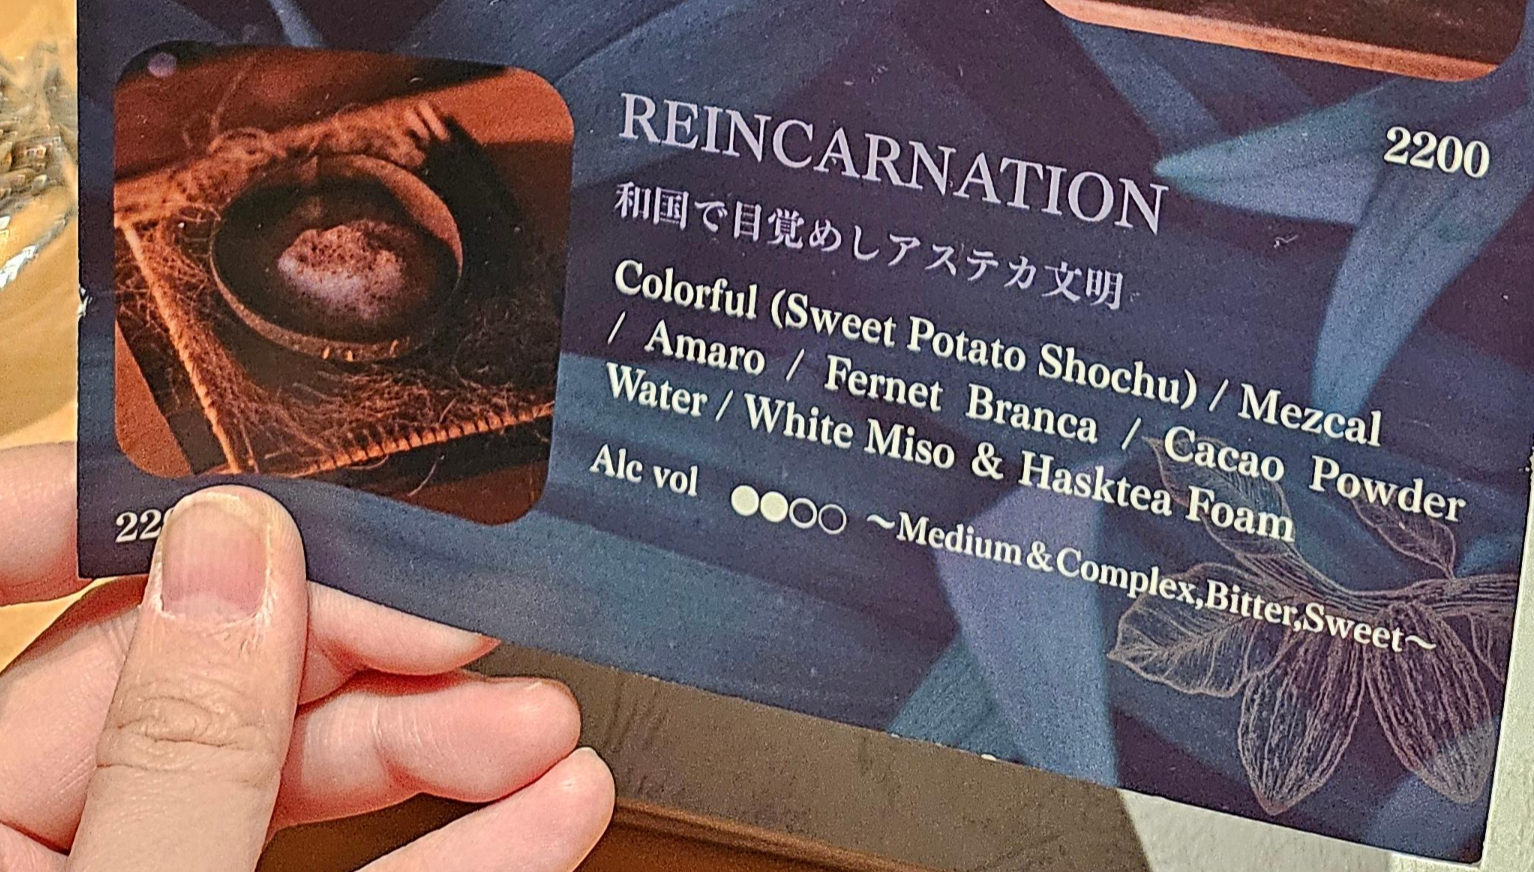 2200
REINCARNATION
和国で目覚めしアステカ文明
Colorful (Sweet Potato Shochu) / Mezcal
/ Amaro / Fernet Branca / Cacao Powder
Water / White Miso & Hasktea Foam
Alc vol ●●○○ ~Medium&Complex,Bitter,Sweet~